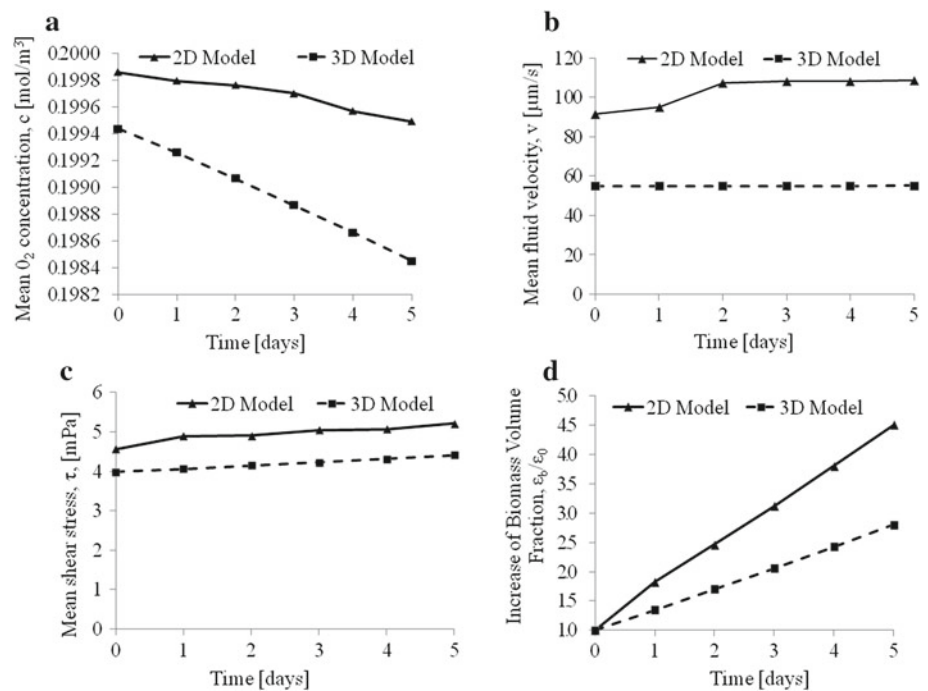 a
2D Model 3D Model
Mean 0₂ concentration, c [mol/m³]
0.2000
0.1998
0.1996
0.1994
0.1992
0.1990
0.1988
0.1986
0.1984
0.1982
0 1 2 3 4 5
Time [days]
b
2D Model 3D Model
Mean fluid velocity, v [μm/s]
120
100
80
60
40
20
0
0 1 2 3 4 5
Time [days]
c
2D Model 3D Model
Mean shear stress, τ, [mPa]
6
5
4
3
2
1
0
0 1 2 3 4 5
Time [days]
d
2D Model 3D Model
Increase of Biomass Volume
Fraction, εb/ε0
5.0
4.5
4.0
3.5
3.0
2.5
2.0
1.5
1.0
0 1 2 3 4 5
Time [days]